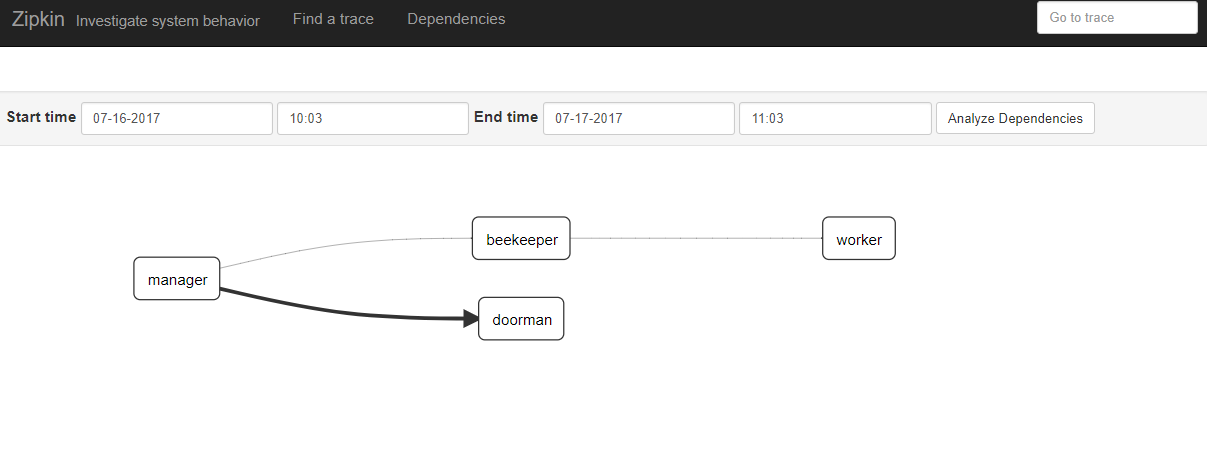 Zipkin Investigate system behavior Find a trace Dependencies Go to trace
Start time 07-16-2017 10:03 End time 07-17-2017 11:03 Analyze Dependencies
beekeeper worker
manager
doorman